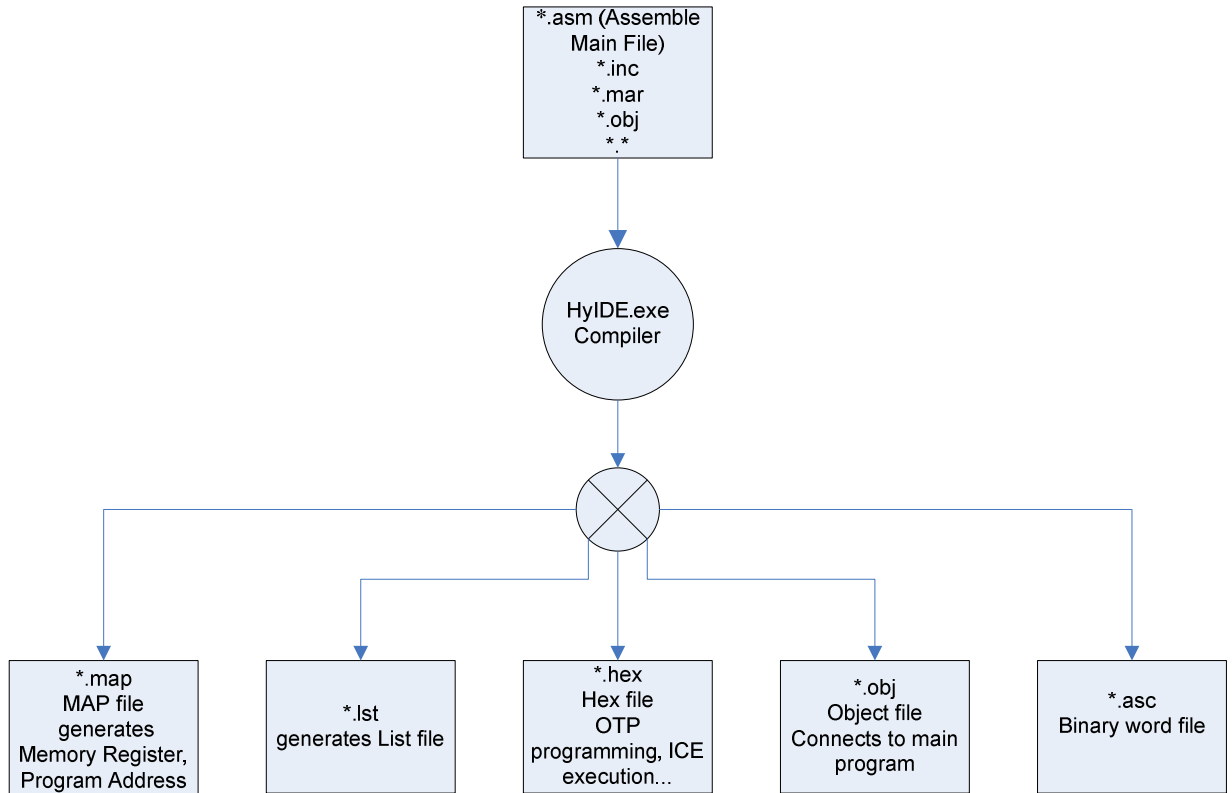 *.asm (Assemble
Main File)
*.inc
*.mar
*.obj
*.*
HyIDE.exe
Compiler
*.map
MAP file
generates
Memory Register,
Program Address
*.lst
generates List file
*.hex
Hex file
OTP
programming, ICE
execution...
*.obj
Object file
Connects to main
program
*.asc
Binary word file